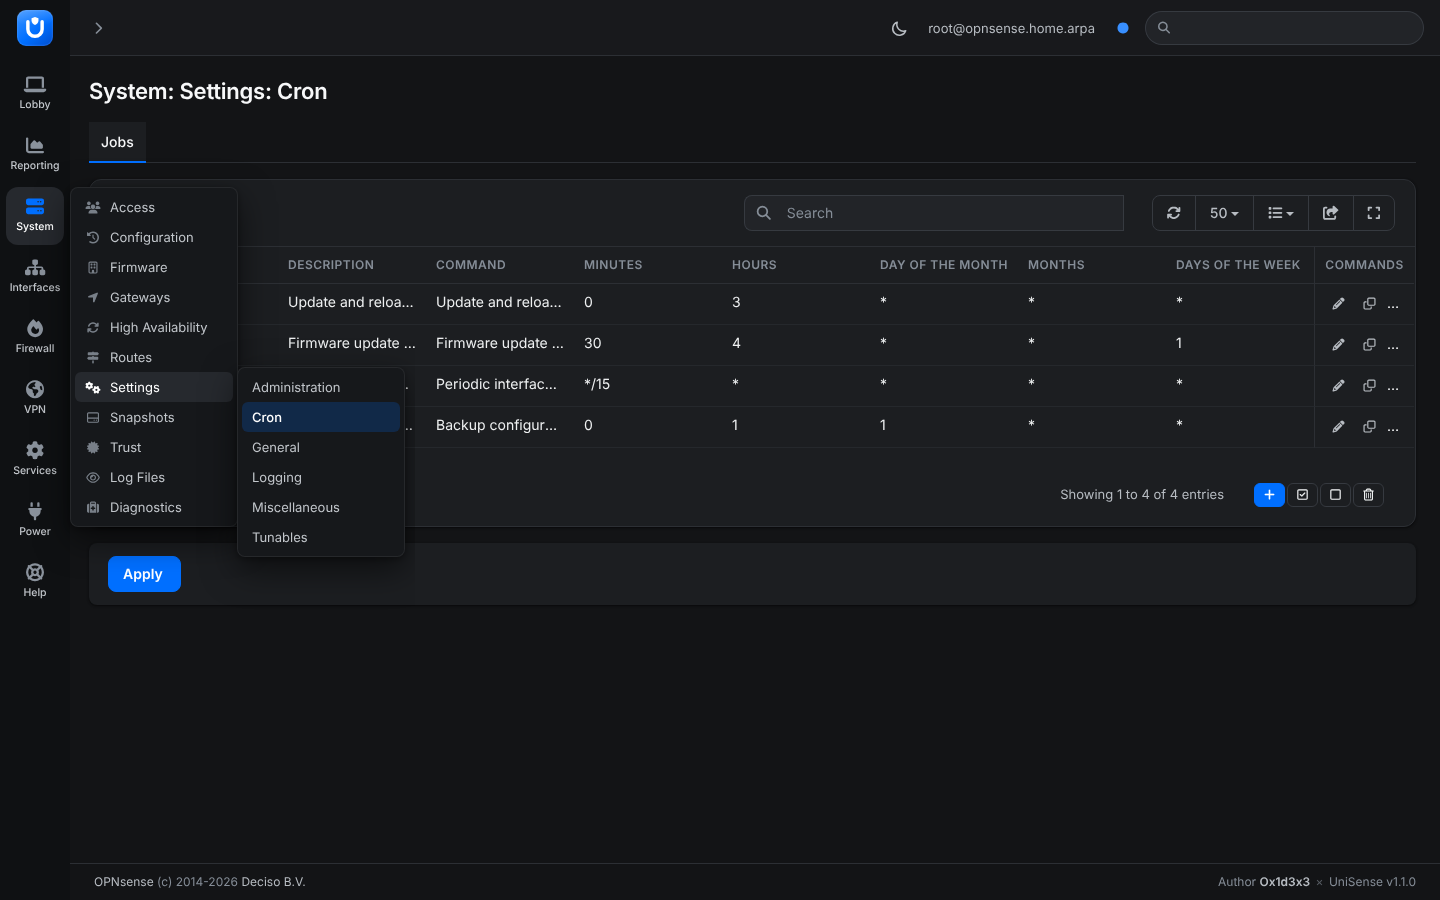 root@opnsense.home.arpa
Lobby
Reporting
System
Interfaces
Firewall
VPN
Services
Power
Help
System: Settings: Cron
Jobs
Access
Configuration
Firmware
Gateways
High Availability
Routes
Settings
Snapshots
Trust
Log Files
Diagnostics
Administration
Cron
General
Logging
Miscellaneous
Tunables
Search
50
DESCRIPTION COMMAND MINUTES HOURS DAY OF THE MONTH MONTHS DAYS OF THE WEEK COMMANDS
Update and reloa... Update and reloa... 0 3 * * * ...
Firmware update ... Firmware update ... 30 4 * * 1 ...
. Periodic interfac... */15 * * * * ...
.. Backup configur... 0 1 1 * * ...
Showing 1 to 4 of 4 entries
Apply
OPNsense (c) 2014-2026 Deciso B.V.
Author Ox1d3x3 × UniSense v1.1.0